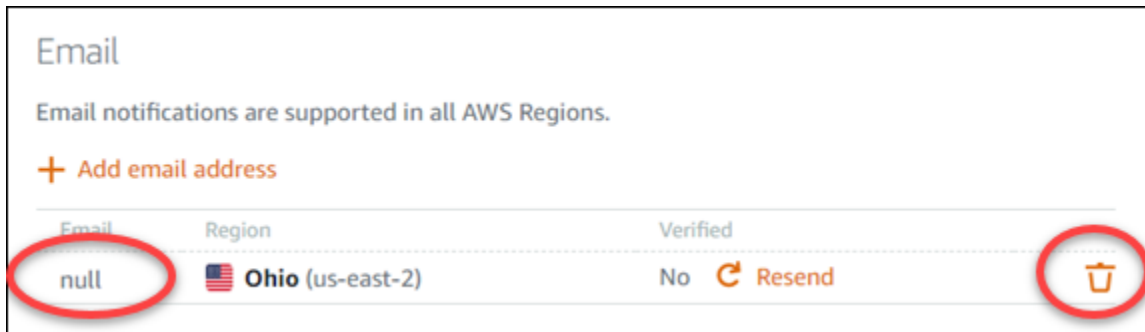 Email
Email notifications are supported in all AWS Regions.
+ Add email address
Email Region Verified
null Ohio (us-east-2) No Resend